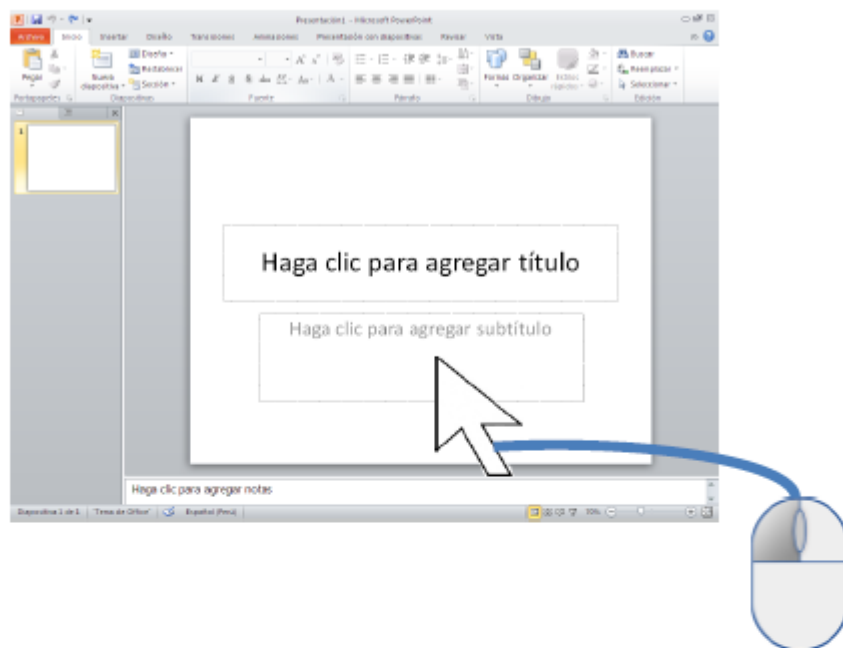 Presentación1 - Microsoft PowerPoint
Archivo Inicio Insertar Diseño Transiciones Animaciones Presentación con diapositivas Revisar Vista
Pegar
Nueva diapositiva
Diseño
Restablecer
Sección
Formas Organizar Estilos rápidos
Buscar
Reemplazar
Seleccionar
Portapapeles Diapositivas Fuente Párrafo Dibujo Edición
1
Haga clic para agregar título
Haga clic para agregar subtítulo
Haga clic para agregar notas
Diapositiva 1 de 1 "Tema de Office" Español (Perú)